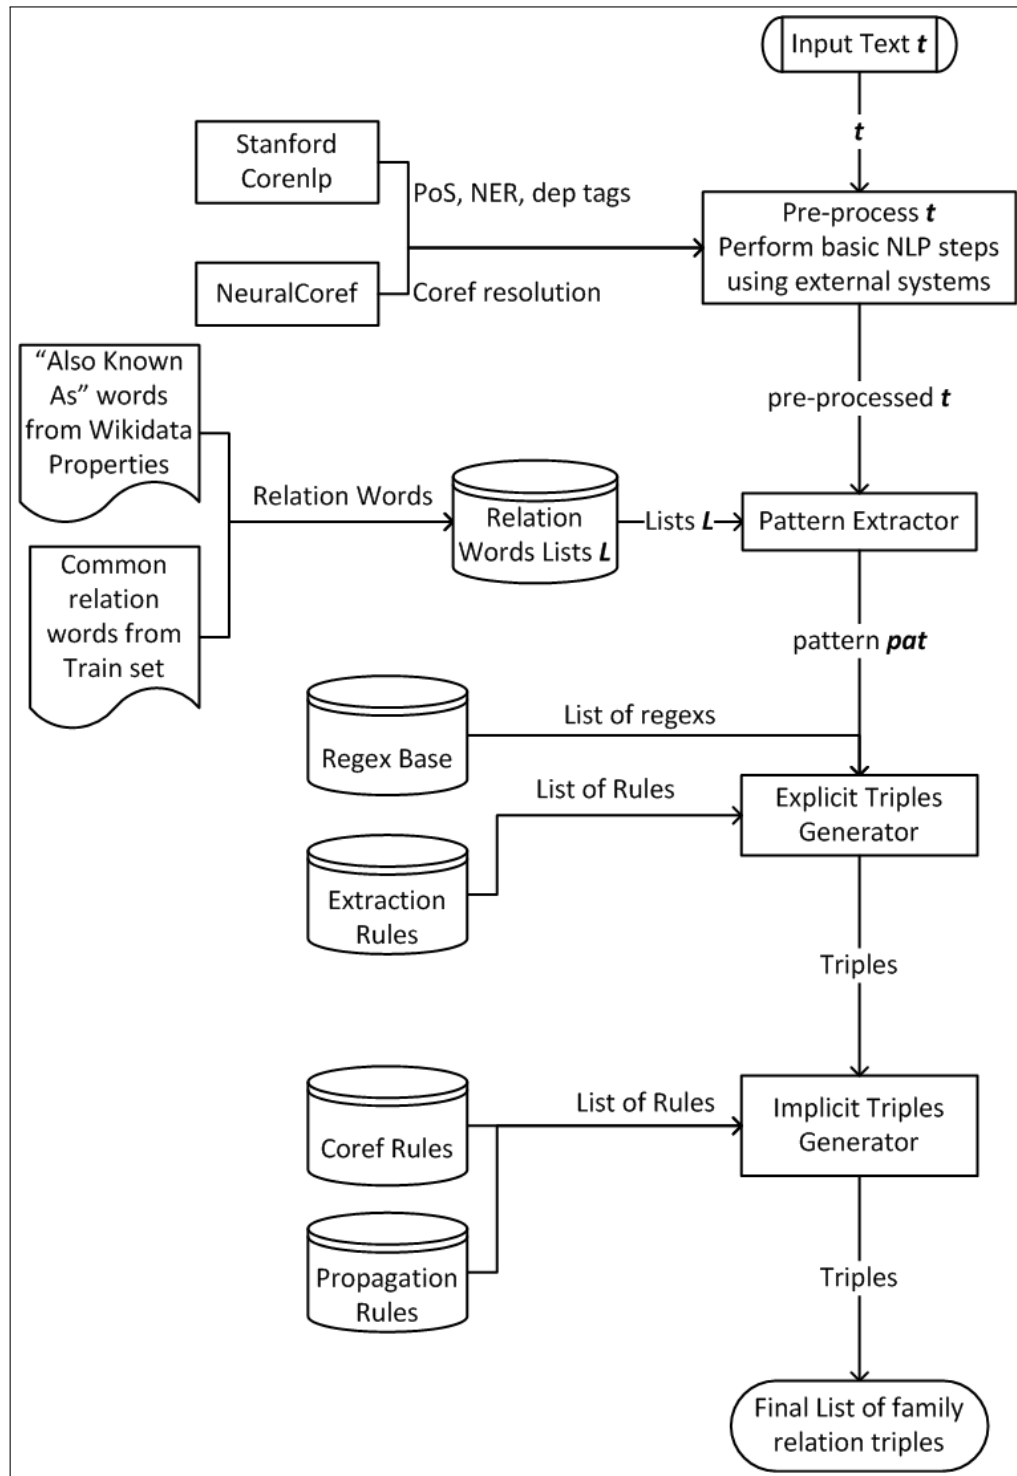 Input Text t
t
Stanford
Corenlp
PoS, NER, dep tags
Pre-process t
Perform basic NLP steps
using external systems
NeuralCoref
Coref resolution
“Also Known
As” words
from Wikidata
Properties
pre-processed t
Relation Words
Relation
Words Lists L
Lists L
Pattern Extractor
Common
relation
words from
Train set
pattern pat
List of regexs
Regex Base
List of Rules
Explicit Triples
Generator
Extraction
Rules
Triples
List of Rules
Implicit Triples
Generator
Coref Rules
Propagation
Rules
Triples
Final List of family
relation triples